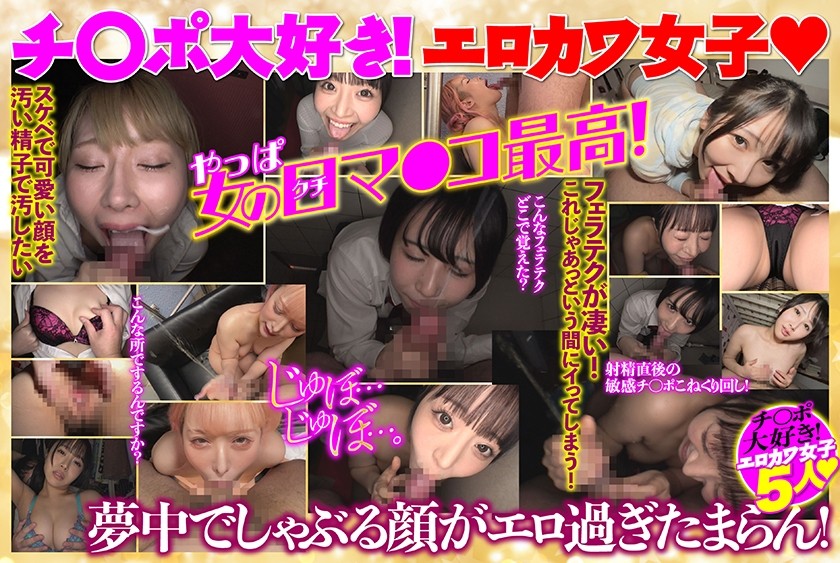 チ〇ポ大好き!エロカワ女子♥
スケベで可愛い顔を
汚い精子で汚したい
やっぱ
女の口マ●コ最高!
クチ
こんなフェラテク
どこで覚えた?
フェラテクが凄い!
これじゃあっという間にイってしまう!
こんな所でするんですか?
じゅぼ…
じゅぼ…。
射精直後の
敏感チ〇ポこねくり回し!
チ〇ポ
大好き!
エロカワ女子
5人♥
夢中でしゃぶる顔がエロ過ぎたまらん!